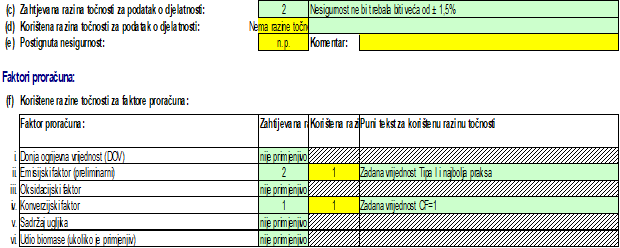 (c) Zahtjevana razina točnosti za podatak o djelatnosti: 2 Nesigurnost ne bi trebala biti veća od ± 1,5%
(d) Korištena razina točnosti za podatak o djelatnosti: Nema razine točn
(e) Postignuta nesigurnost: n.p. Komentar:
Faktori proračuna:
(f) Korištene razine točnosti za faktore proračuna:
Faktor proračuna: Zahtijevana ra Korištena razi Puni tekst za korištenu razinu točnosti
i. Donja ogrjevna vrijednost (DOV) nije primjenjivo
ii. Emisijski faktor (preliminarni) 2 1 Zadana vrijednost Tipa I i najbolja praksa
iii. Oksidacijski faktor nije primjenjivo
iv. Konverzijski faktor 1 1 Zadana vrijednost CF=1
v. Sadržaj ugljika nije primjenjivo
vi. Udio biomase (ukoliko je primjenjiv) nije primjenjivo